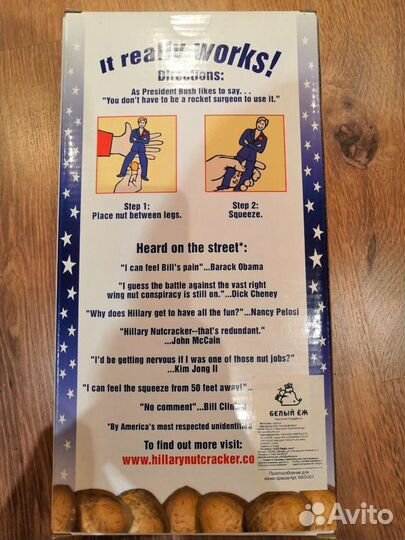 It really works!
Directions:
As President Bush likes to say. . .
"You don't have to be a rocket surgeon to use it."
Step 1:
Place nut between legs.
Step 2:
Squeeze.
Heard on the street*:
"I can feel Bill's pain"...Barack Obama
"I guess the battle against the vast right
wing nut conspiracy is still on."...Dick Cheney
"Why does Hillary get to have all the fun?"...Nancy Pelosi
"Hillary Nutcracker--that's redundant."
...John McCain
"I'd be getting nervous if I was one of those nut jobs?"
...Kim Jong Il
"I can feel the squeeze from 50 feet away!"...
"No comment"...Bill Clin
*By America's most respected unidentified
To find out more visit:
www.hillarynutcracker.co
БЕЛЫЙ ЁЖ
Приспособление для
Avito